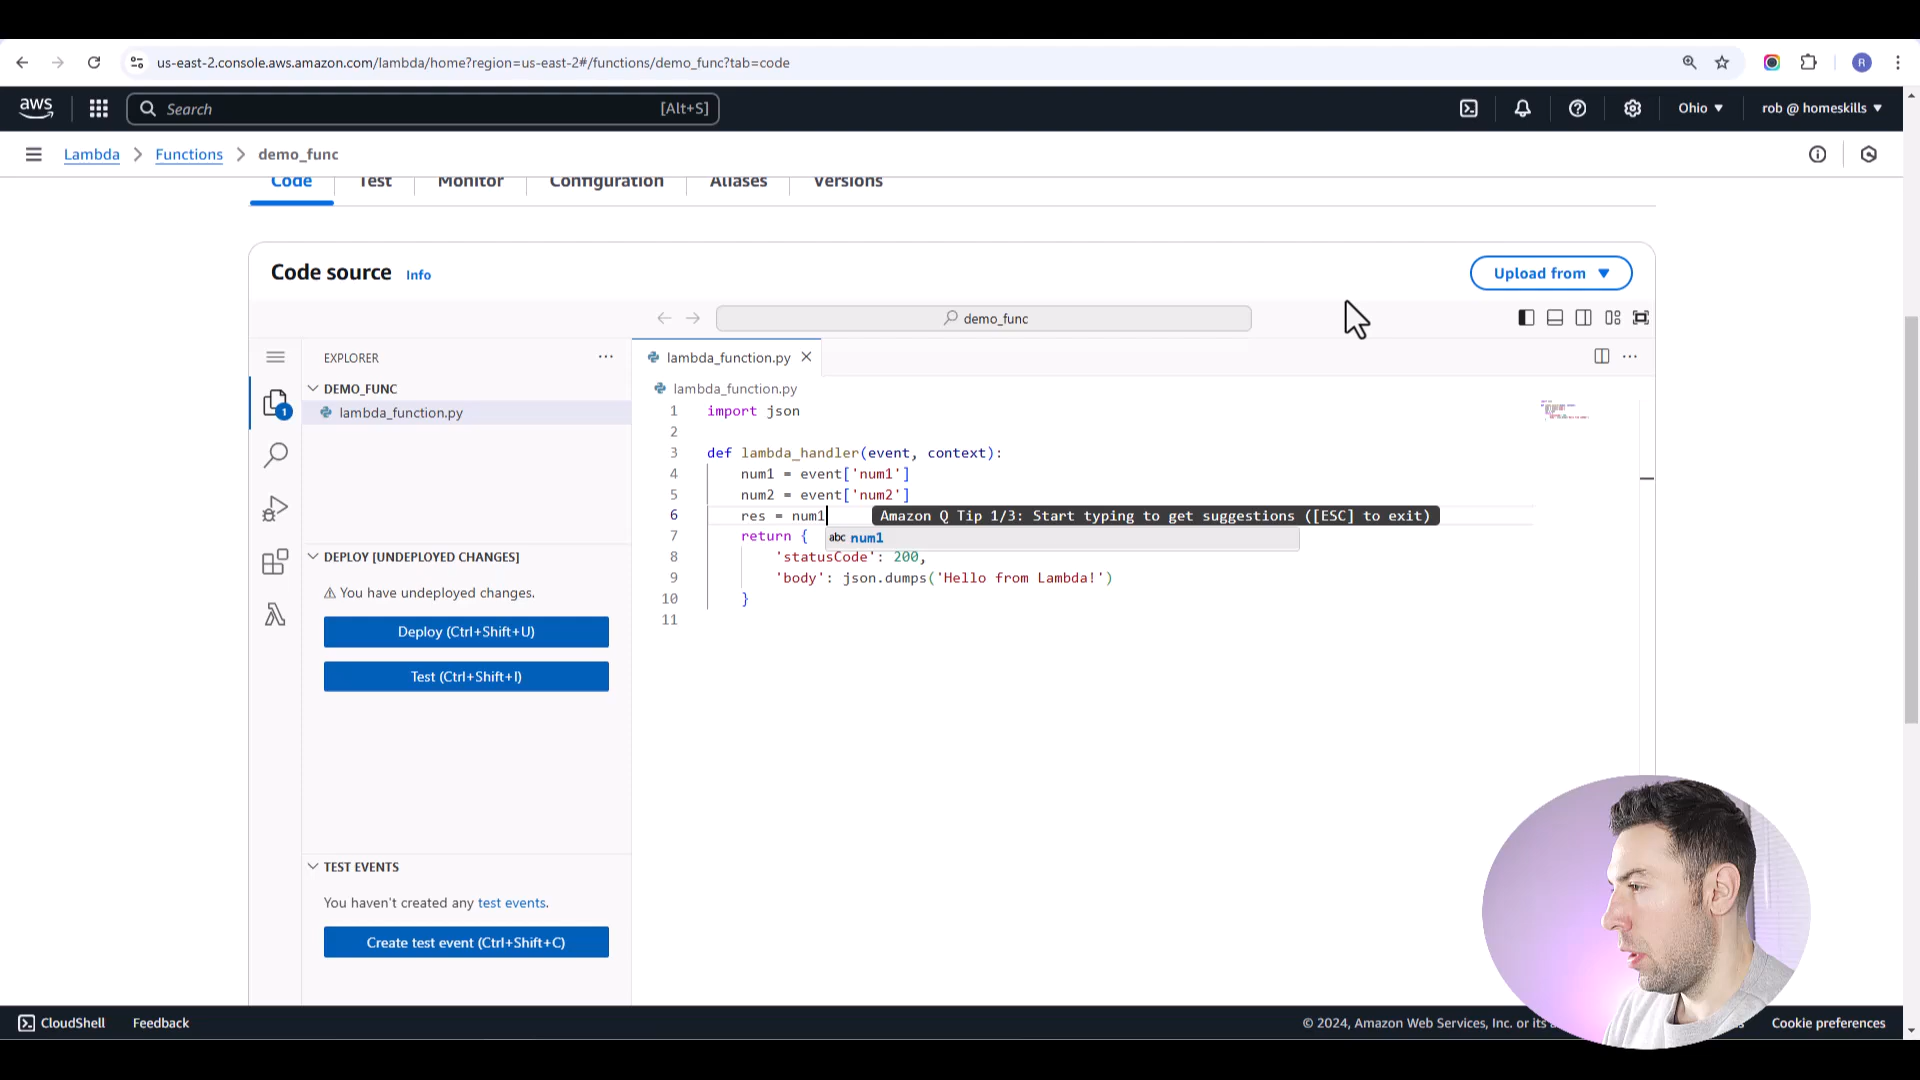 us-east-2.console.aws.amazon.com/lambda/home?region=us-east-2#/functions/demo_func?tab=code
R
aws
Search
[Alt+S]
Ohio
rob @ homeskills
Lambda
Functions
demo_func
Code
Test
Monitor
Configuration
Aliases
Versions
Code source
Info
Upload from
demo_func
EXPLORER
DEMO_FUNC
lambda_function.py
1
DEPLOY [UNDEPLOYED CHANGES]
You have undeployed changes.
Deploy (Ctrl+Shift+U)
Test (Ctrl+Shift+I)
TEST EVENTS
You haven't created any test events.
Create test event (Ctrl+Shift+C)
lambda_function.py
lambda_function.py
1 import json
2
3 def lambda_handler(event, context):
4 num1 = event['num1']
5 num2 = event['num2']
6 res = num1 Amazon Q Tip 1/3: Start typing to get suggestions ([ESC] to exit)
7 return {
abc num1
8 'statusCode': 200,
9 'body': json.dumps('Hello from Lambda!')
10 }
11
CloudShell
Feedback
© 2024, Amazon Web Services, Inc. or its
Cookie preferences